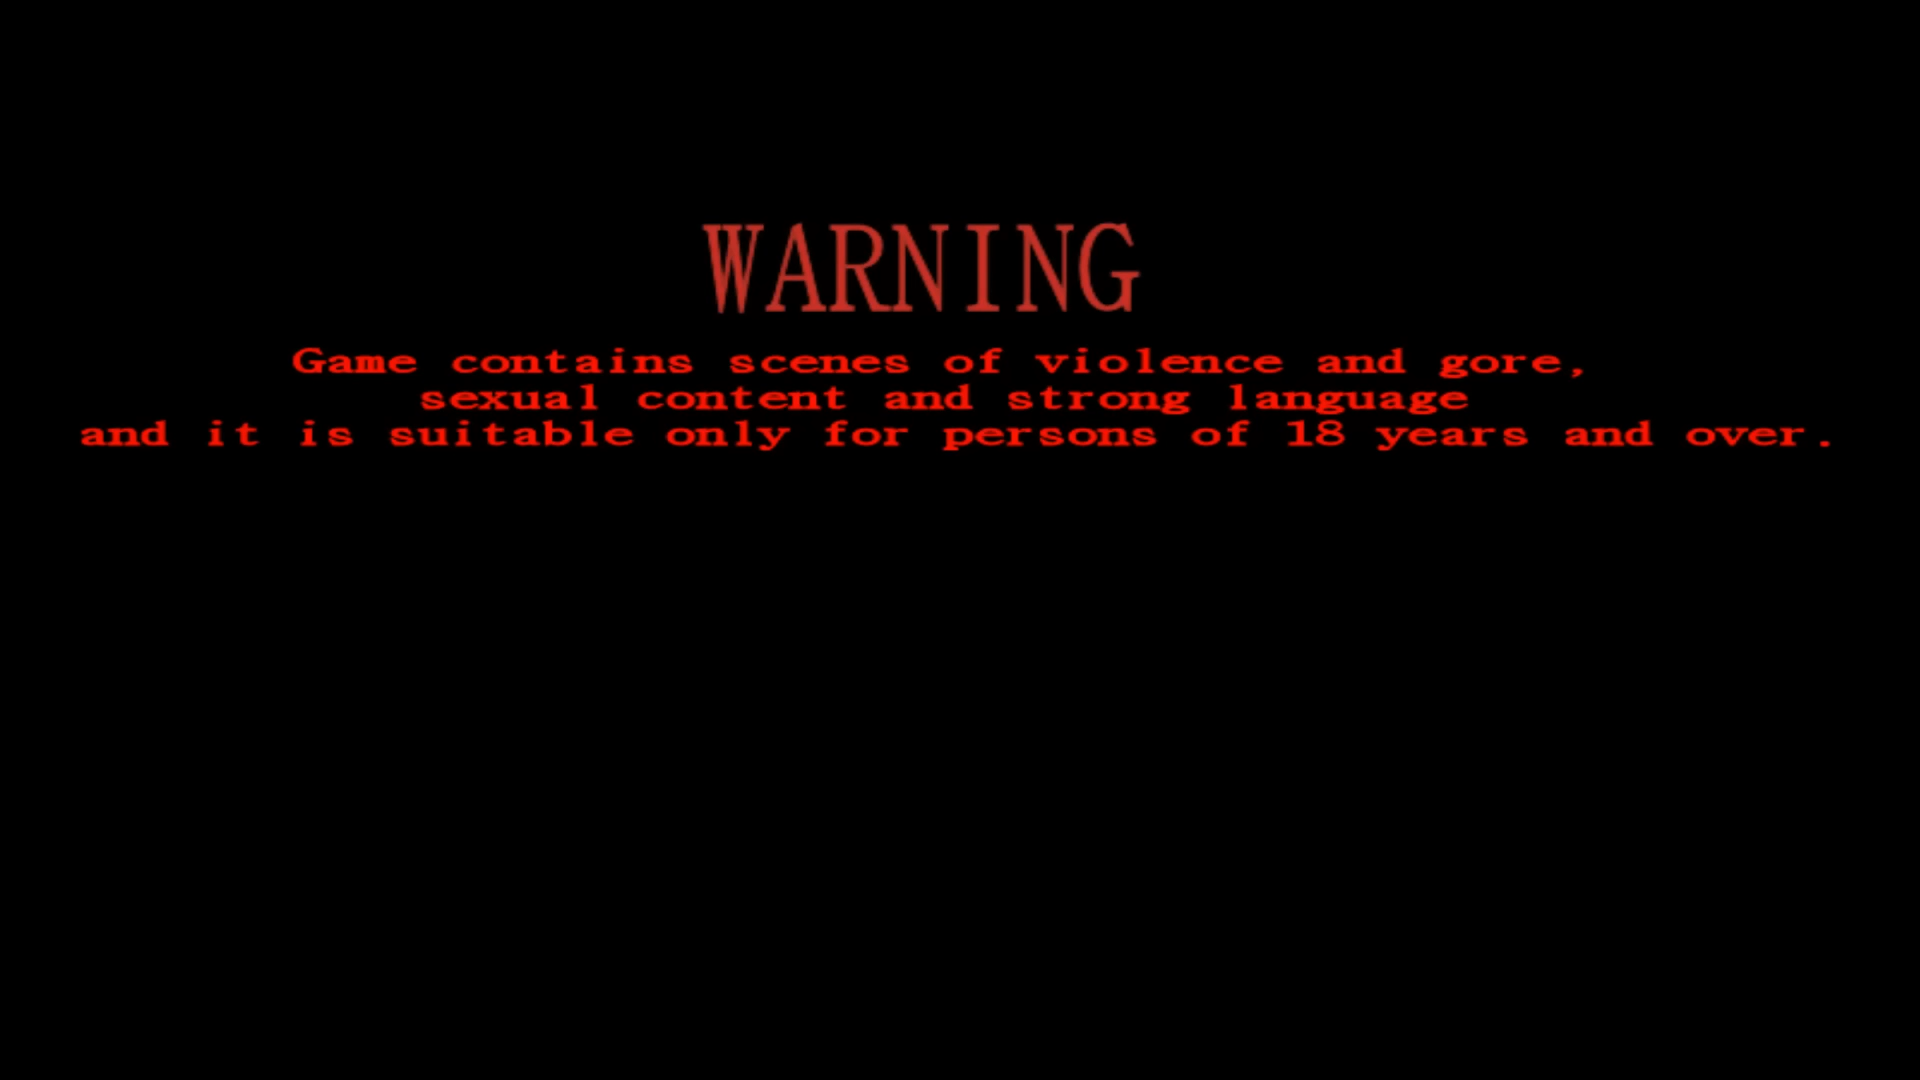 WARNING
Game contains scenes of violence and gore,
sexual content and strong language
and it is suitable only for persons of 18 years and over.